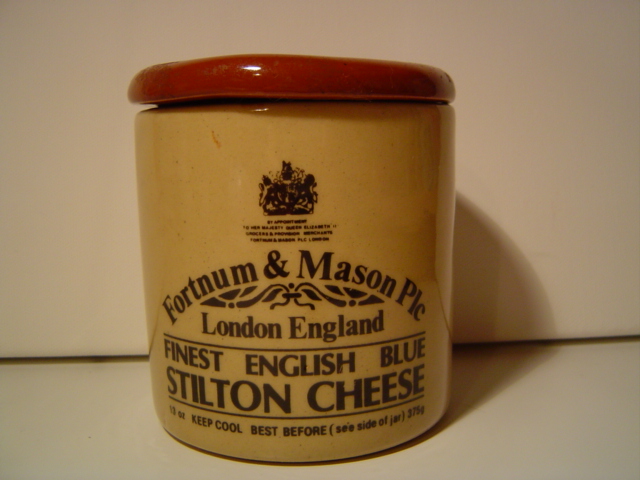 BY APPOINTMENT
TO HER MAJESTY QUEEN ELIZABETH II
GROCERS & PROVISION MERCHANTS
FORTNUM & MASON PLC LONDON
Fortnum & Mason Plc
London England
FINEST ENGLISH BLUE
STILTON CHEESE
13 oz KEEP COOL BEST BEFORE (see side of jar) 375g